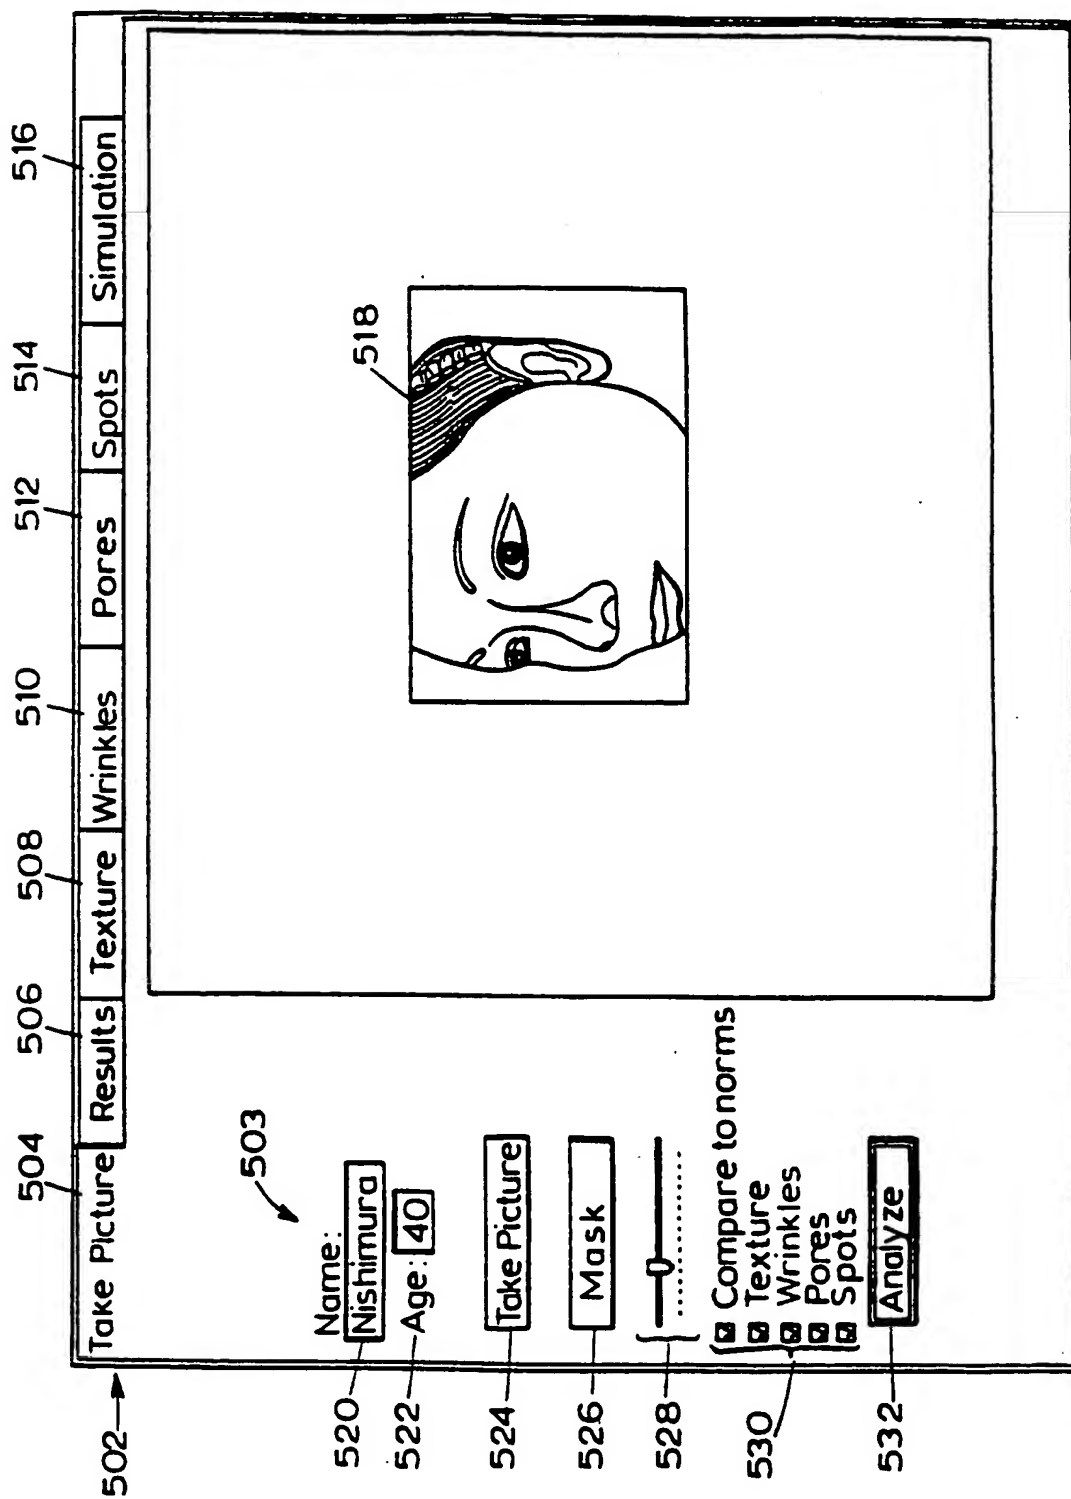 504 506 508 510 512 514 516
502
Take Picture Results Texture Wrinkles Pores Spots Simulation
503
518
Name:
520
Nishimura
522
Age: 40
524
Take Picture
526
Mask
528
530
Compare to norms
Texture
Wrinkles
Pores
Spots
532
Analyze